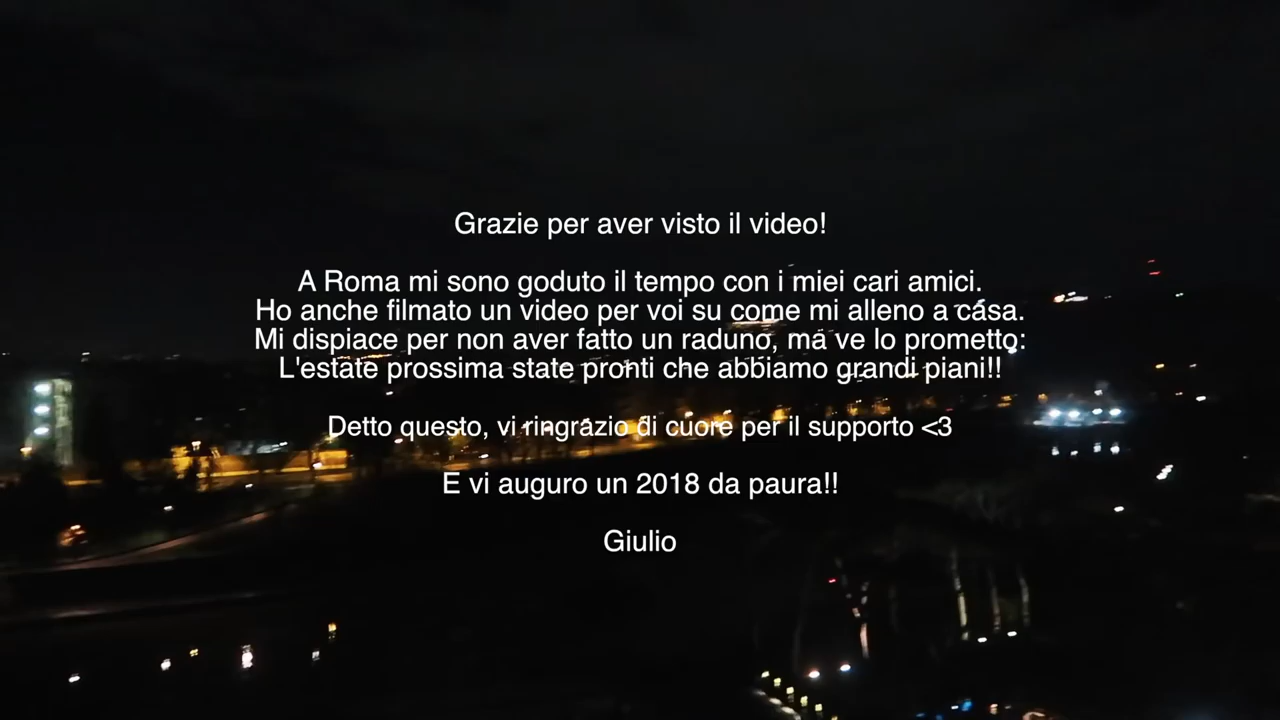 Grazie per aver visto il video!
A Roma mi sono goduto il tempo con i miei cari amici.
Ho anche filmato un video per voi su come mi alleno a casa.
Mi dispiace per non aver fatto un raduno, ma ve lo prometto:
L'estate prossima state pronti che abbiamo grandi piani!!
Detto questo, vi ringrazio di cuore per il supporto <3
E vi auguro un 2018 da paura!!
Giulio